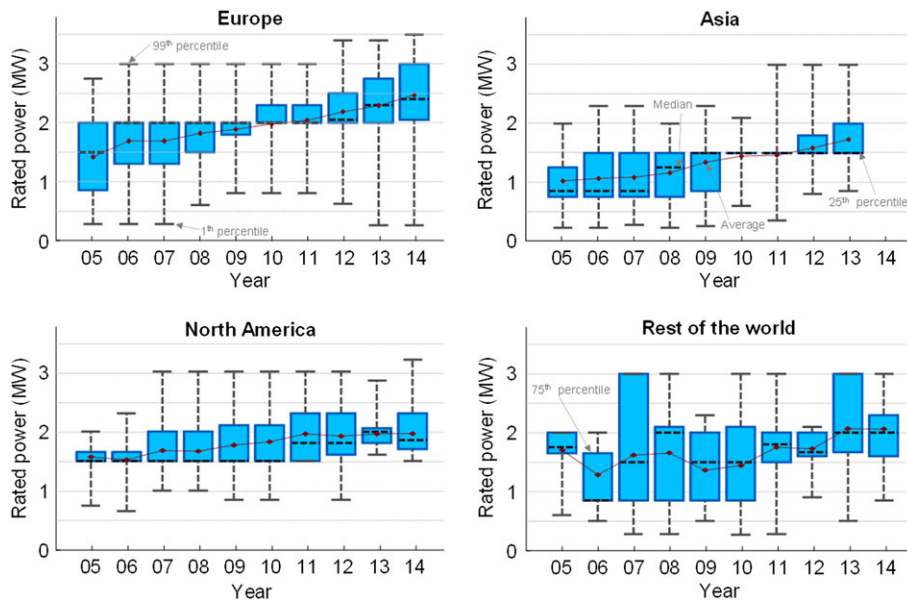 Europe
Rated power (MW)
3
2
1
0
99th percentile
1th percentile
05 06 07 08 09 10 11 12 13 14
Year
Asia
Rated power (MW)
3
2
1
0
Median
Average
25th percentile
05 06 07 08 09 10 11 12 13 14
Year
North America
Rated power (MW)
3
2
1
0
05 06 07 08 09 10 11 12 13 14
Year
Rest of the world
Rated power (MW)
3
2
1
0
75th percentile
05 06 07 08 09 10 11 12 13 14
Year